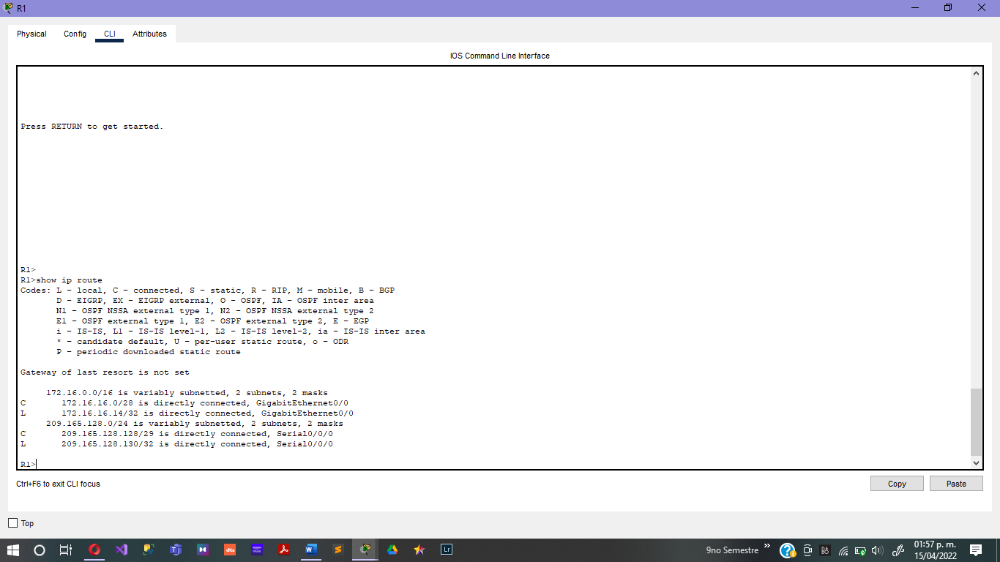 R1
Physical Config CLI Attributes
IOS Command Line Interface
Press RETURN to get started.
R1>
R1>show ip route
Codes: L - local, C - connected, S - static, R - RIP, M - mobile, B - BGP
D - EIGRP, EX - EIGRP external, O - OSPF, IA - OSPF inter area
N1 - OSPF NSSA external type 1, N2 - OSPF NSSA external type 2
E1 - OSPF external type 1, E2 - OSPF external type 2, E - EGP
i - IS-IS, L1 - IS-IS level-1, L2 - IS-IS level-2, ia - IS-IS inter area
* - candidate default, U - per-user static route, o - ODR
P - periodic downloaded static route
Gateway of last resort is not set
172.16.0.0/16 is variably subnetted, 2 subnets, 2 masks
C 172.16.16.0/28 is directly connected, GigabitEthernet0/0
L 172.16.16.14/32 is directly connected, GigabitEthernet0/0
209.165.128.0/24 is variably subnetted, 2 subnets, 2 masks
C 209.165.128.128/29 is directly connected, Serial0/0/0
L 209.165.128.130/32 is directly connected, Serial0/0/0
R1>
Ctrl+F6 to exit CLI focus
Copy Paste
Top
dts
Lr
9no Semestre
01:57 p. m.
15/04/2022